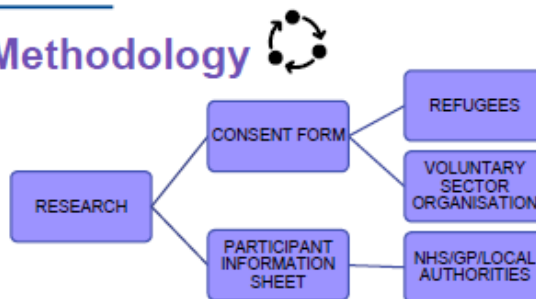 Methodology
REFUGEES
CONSENT FORM
VOLUNTARY
SECTOR
ORGANISATION
RESEARCH
PARTICIPANT
INFORMATION
SHEET
NHS/GP/LOCAL
AUTHORITIES